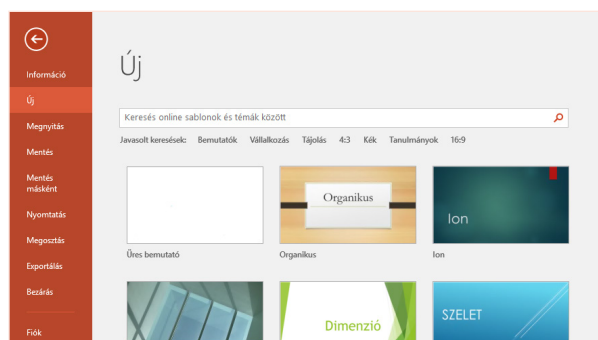 Információ
Új
Megnyitás
Mentés
Mentés
másként
Nyomtatás
Megosztás
Exportálás
Bezárás
Fiók
Új
Keresés online sablonok és témák között
Javasolt keresések: Bemutatók Vállalkozás Tájolás 4:3 Kék Tanulmányok 16:9
Organikus
Ion
Üres bemutató Organikus Ion
Dimenzió
SZELET